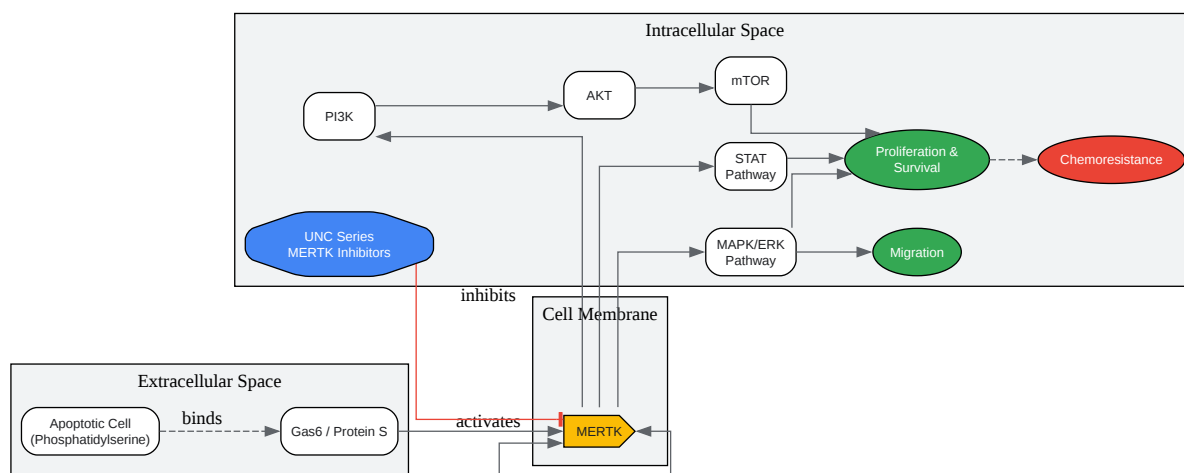 Intracellular Space
mTOR
AKT
PI3K
STAT
Pathway
Proliferation &
Survival
Chemoresistance
UNC Series
MERTK Inhibitors
MAPK/ERK
Pathway
Migration
inhibits
Cell Membrane
Extracellular Space
Apoptotic Cell
(Phosphatidylserine)
binds
Gas6 / Protein S
activates
MERTK